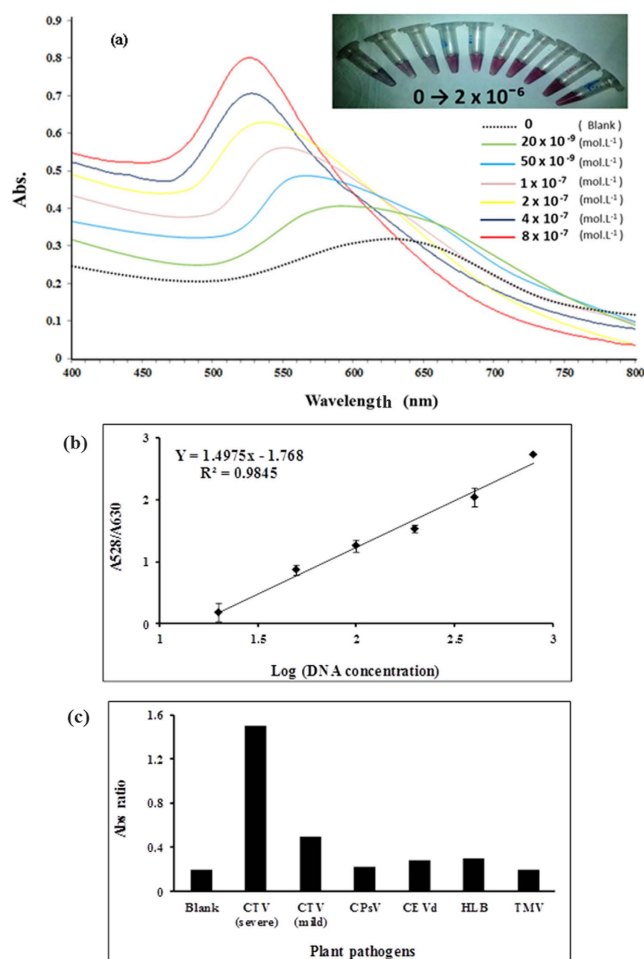 (a)
0.9
0.8
0.7
0.6
0.5
0.4
0.3
0.2
0.1
0
Abs.
400 450 500 550 600 650 700 750 800
Wavelength (nm)
0 → 2 x 10⁻⁶
0 ( Blank)
20 x 10⁻⁹ (mol.L⁻¹)
50 x 10⁻⁹ (mol.L⁻¹)
1 x 10⁻⁷ (mol.L⁻¹)
2 x 10⁻⁷ (mol.L⁻¹)
4 x 10⁻⁷ (mol.L⁻¹)
8 x 10⁻⁷ (mol.L⁻¹)
(b)
Y = 1.4975x - 1.768
R² = 0.9845
3
2
1
0
A528/A630
1 1.5 2 2.5 3
Log (DNA concentration)
(c)
1.6
1.2
0.8
0.4
0
Abs ratio
Blank CTV (severe) CTV (mild) CPsV CEVd HLB TMV
Plant pathogens